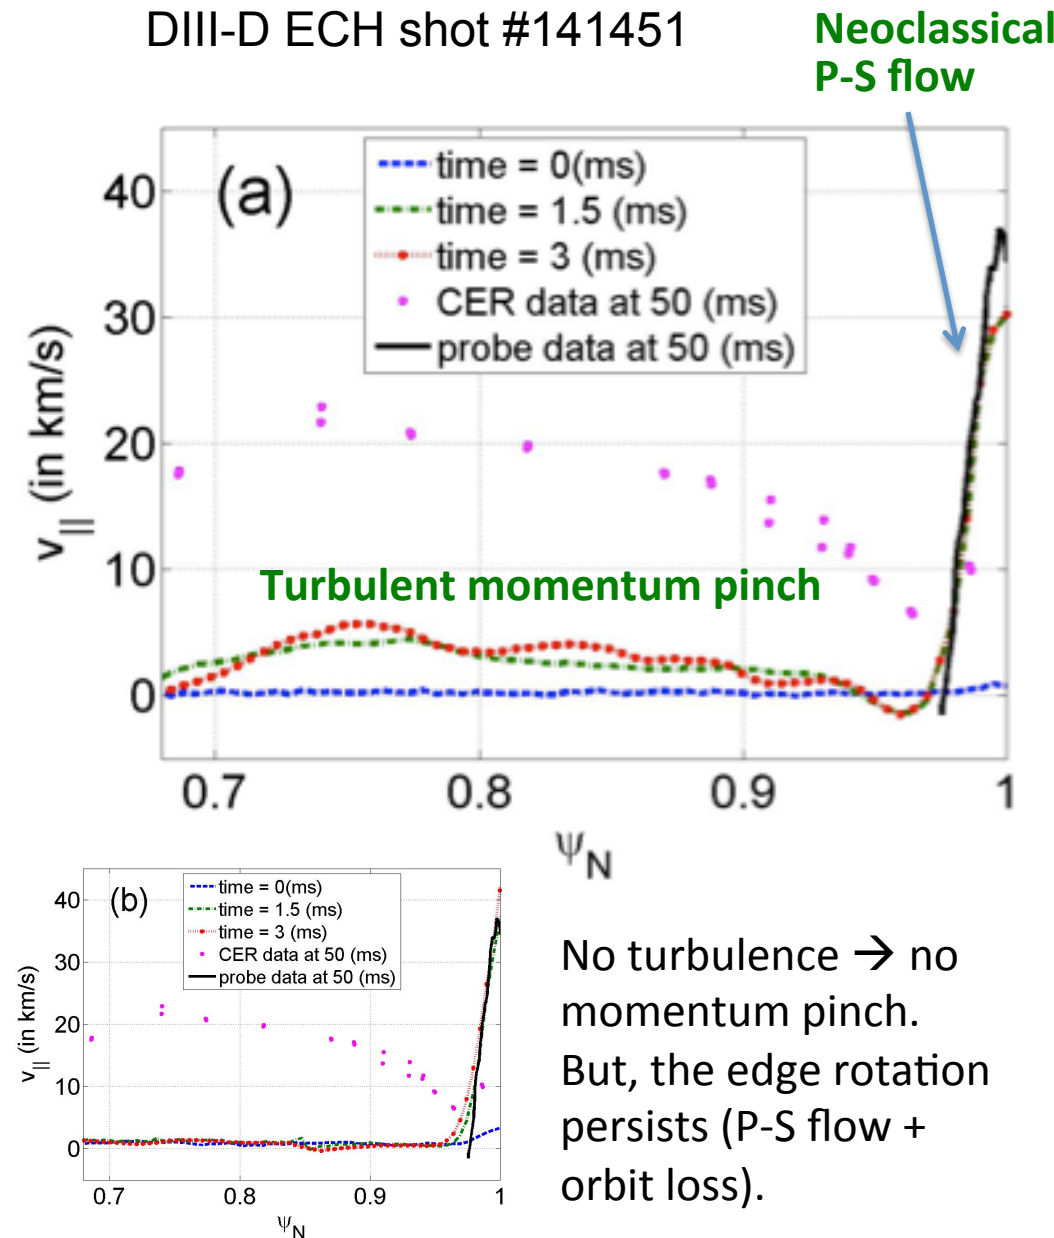 DIII-D ECH shot #141451
Neoclassical
P-S flow
(a)
time = 0(ms)
time = 1.5 (ms)
time = 3 (ms)
CER data at 50 (ms)
probe data at 50 (ms)
40
30
20
10
0
v|| (in km/s)
Turbulent momentum pinch
0.7 0.8 0.9 1
ψN
(b)
time = 0(ms)
time = 1.5 (ms)
time = 3 (ms)
CER data at 50 (ms)
probe data at 50 (ms)
40
30
20
10
0
v|| (in km/s)
0.7 0.8 0.9 1
ψN
No turbulence → no
momentum pinch.
But, the edge rotation
persists (P-S flow +
orbit loss).